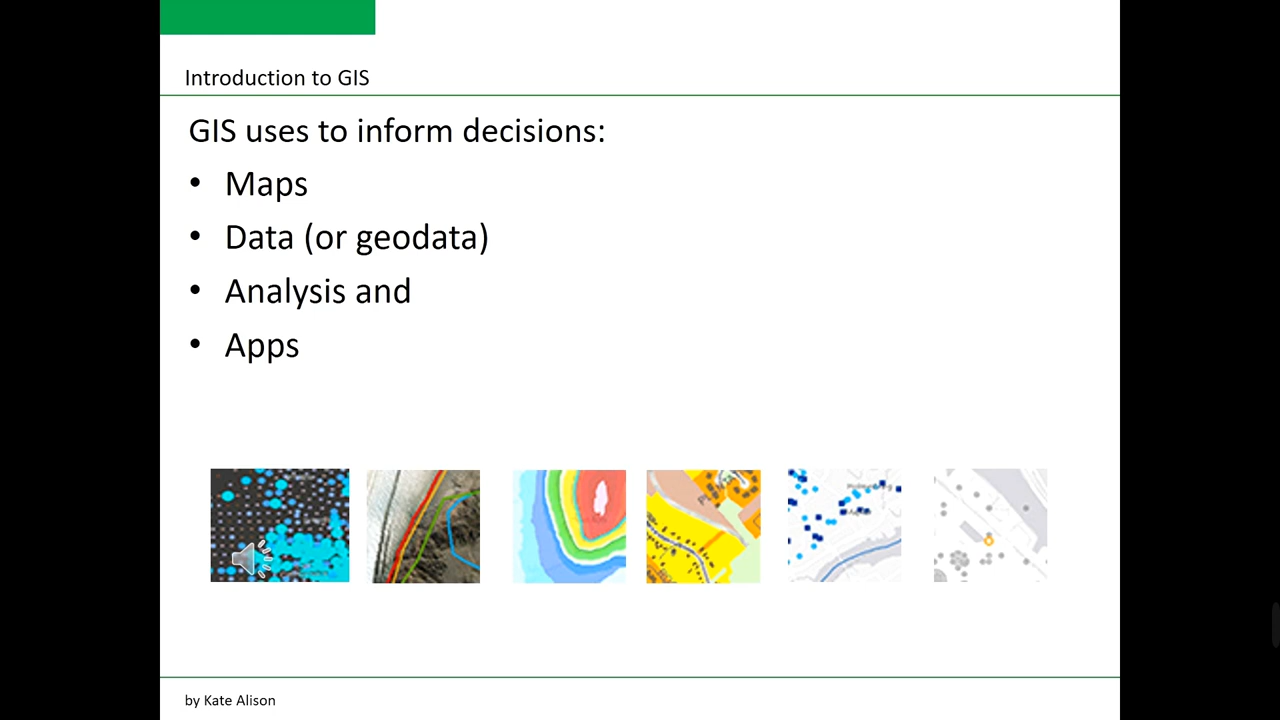 Introduction to GIS
GIS uses to inform decisions:
• Maps
• Data (or geodata)
• Analysis and
• Apps
by Kate Alison